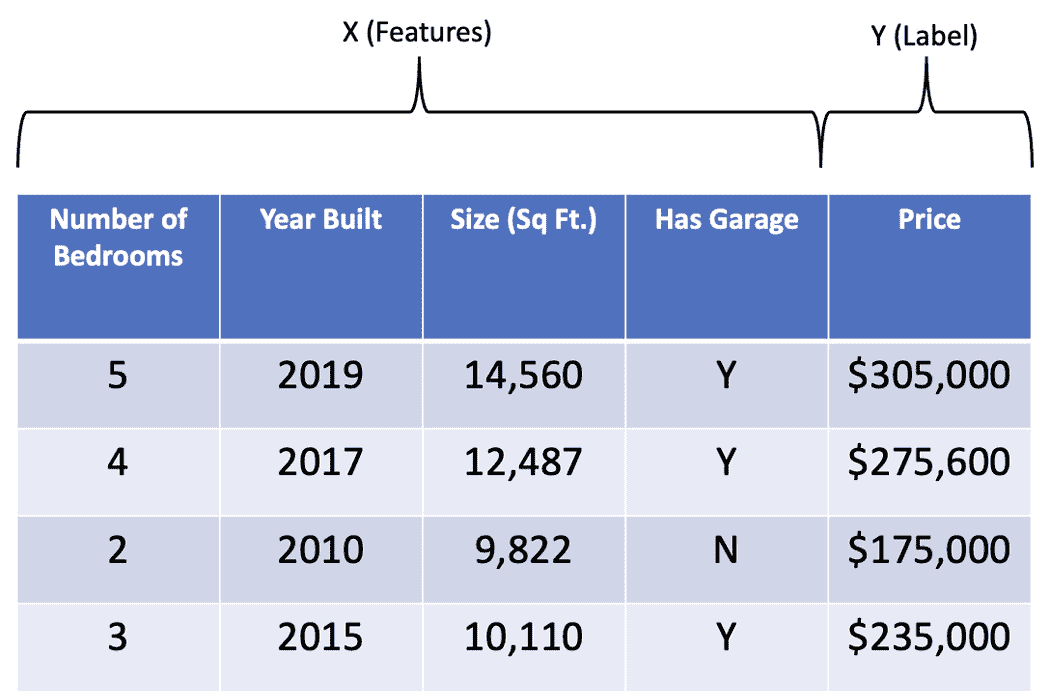 X (Features)
Y (Label)
Number of Bedrooms Year Built Size (Sq Ft.) Has Garage Price
5 2019 14,560 Y $305,000
4 2017 12,487 Y $275,600
2 2010 9,822 N $175,000
3 2015 10,110 Y $235,000